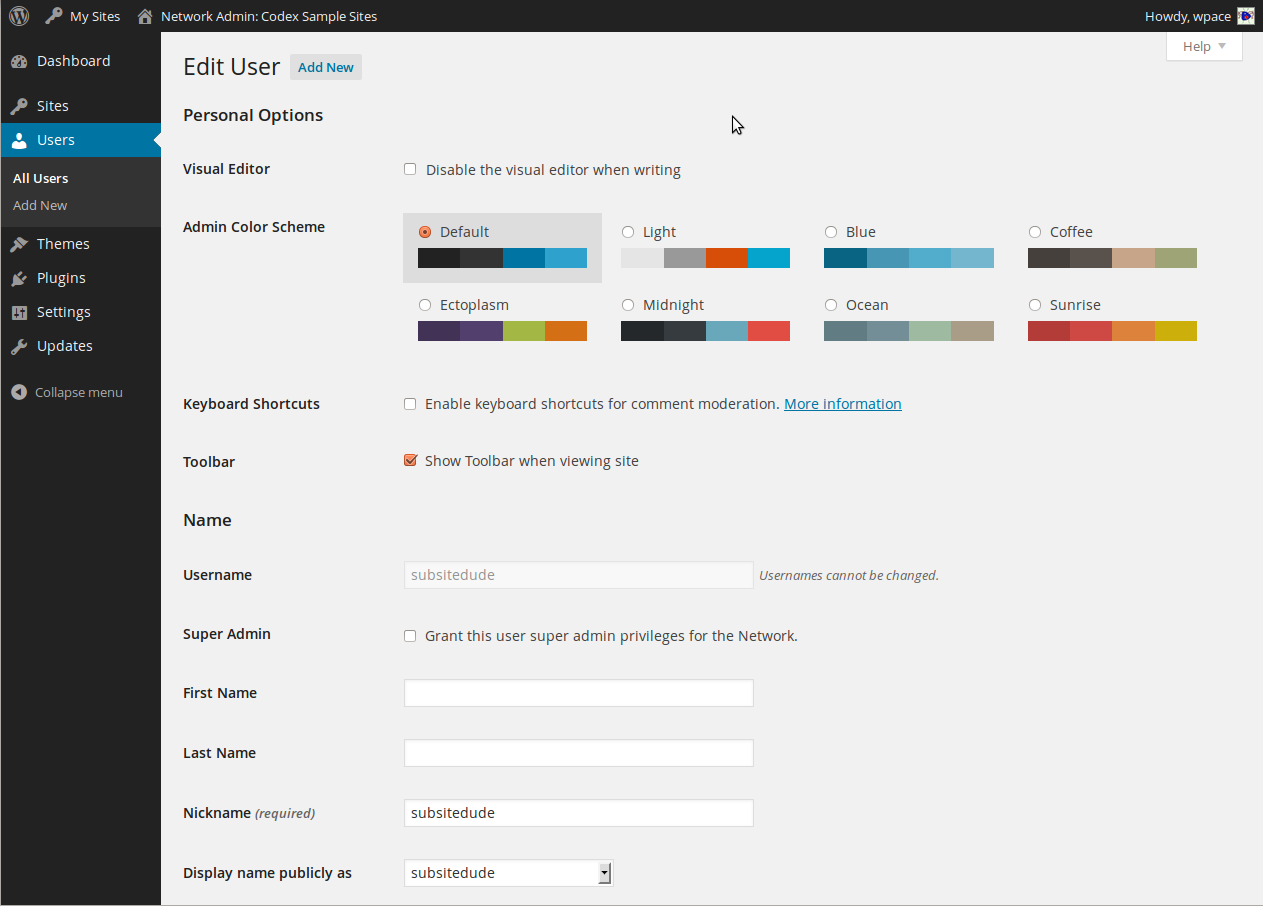 My Sites Network Admin: Codex Sample Sites Howdy, wpace
Help
Dashboard
Sites
Users
All Users
Add New
Themes
Plugins
Settings
Updates
Collapse menu
Edit User Add New
Personal Options
Visual Editor Disable the visual editor when writing
Admin Color Scheme Default Light Blue Coffee
Ectoplasm Midnight Ocean Sunrise
Keyboard Shortcuts Enable keyboard shortcuts for comment moderation. More information
Toolbar Show Toolbar when viewing site
Name
Username subsitedude Usernames cannot be changed.
Super Admin Grant this user super admin privileges for the Network.
First Name
Last Name
Nickname (required) subsitedude
Display name publicly as subsitedude